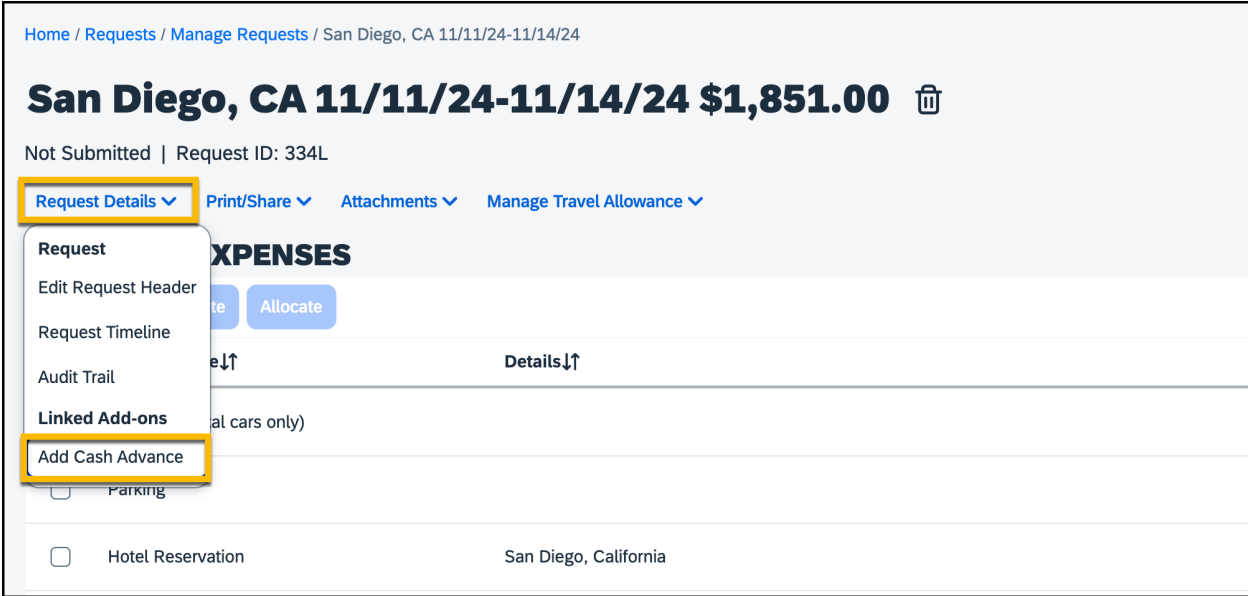 Home / Requests / Manage Requests / San Diego, CA 11/11/24-11/14/24
San Diego, CA 11/11/24-11/14/24 $1,851.00
Not Submitted | Request ID: 334L
Request Details Print/Share Attachments Manage Travel Allowance
Request
XPENSES
Edit Request Header
te Allocate
Request Timeline
e Details
Audit Trail
Linked Add-ons
al cars only)
Add Cash Advance
Parking
Hotel Reservation San Diego, California